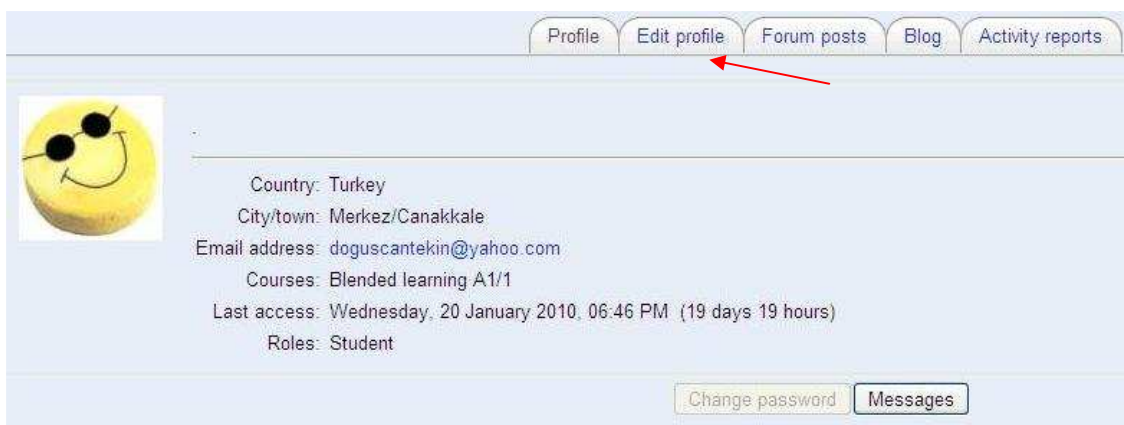 Profile Edit profile Forum posts Blog Activity reports
.
Country: Turkey
City/town: Merkez/Canakkale
Email address: doguscantekin@yahoo.com
Courses: Blended learning A1/1
Last access: Wednesday, 20 January 2010, 06:46 PM (19 days 19 hours)
Roles: Student
Change password Messages